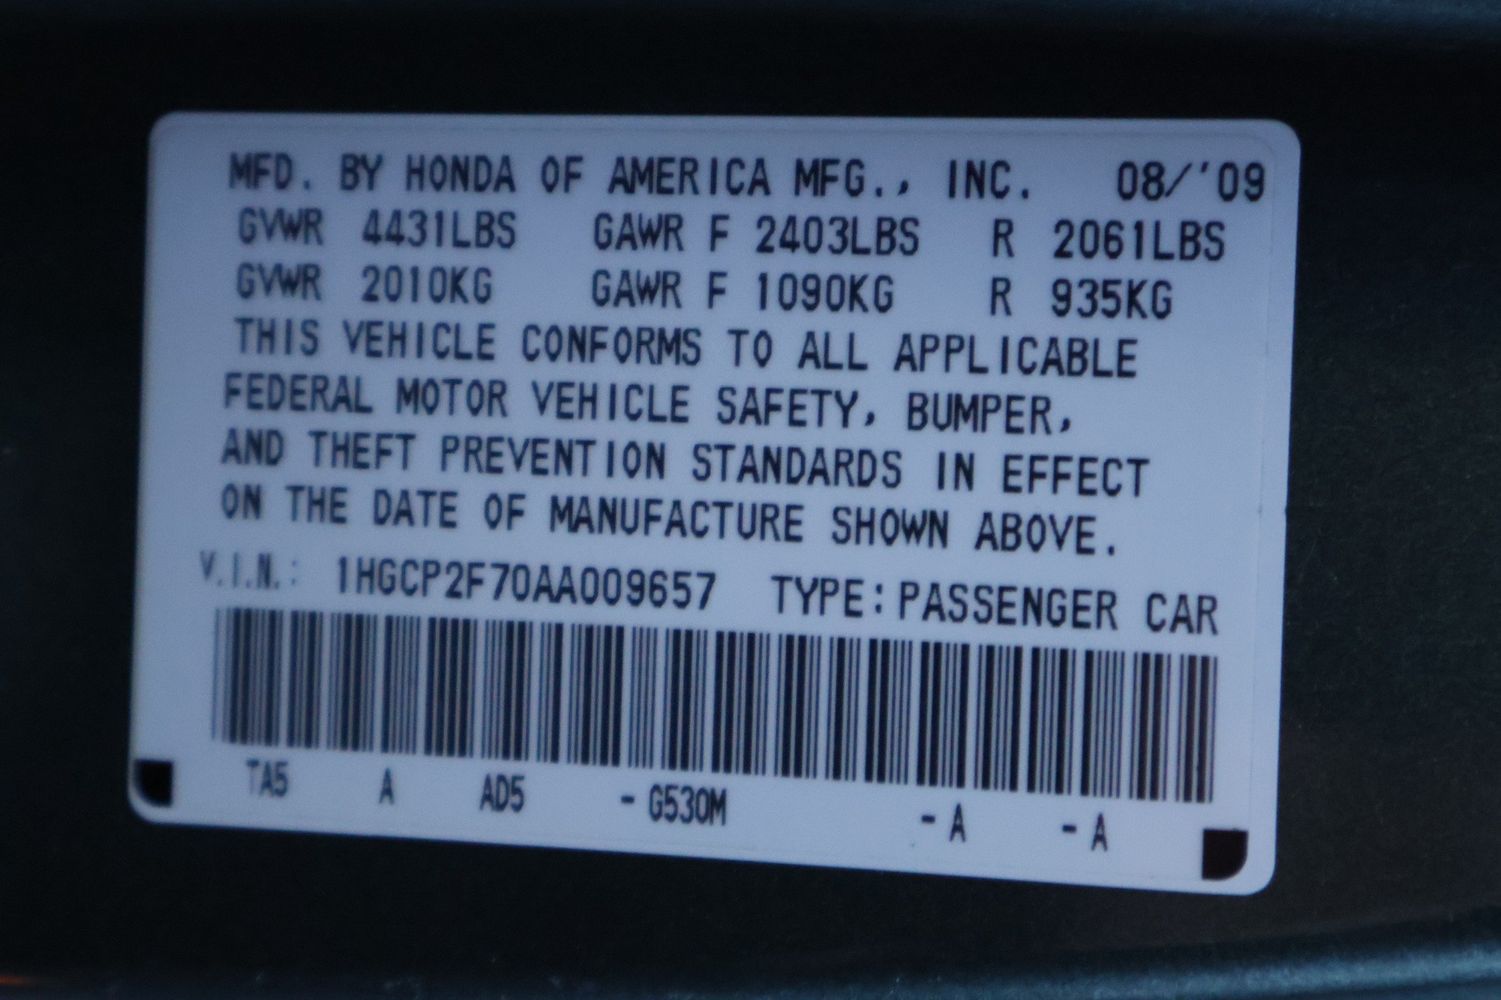 MFD. BY HONDA OF AMERICA MFG., INC. 08/'09
GVWR 4431LBS GAWR F 2403LBS R 2061LBS
GVWR 2010KG GAWR F 1090KG R 935KG
THIS VEHICLE CONFORMS TO ALL APPLICABLE
FEDERAL MOTOR VEHICLE SAFETY, BUMPER,
AND THEFT PREVENTION STANDARDS IN EFFECT
ON THE DATE OF MANUFACTURE SHOWN ABOVE.
V.I.N.: 1HGCP2F70AA009657 TYPE:PASSENGER CAR
TA5 A AD5 -G530M -A -A